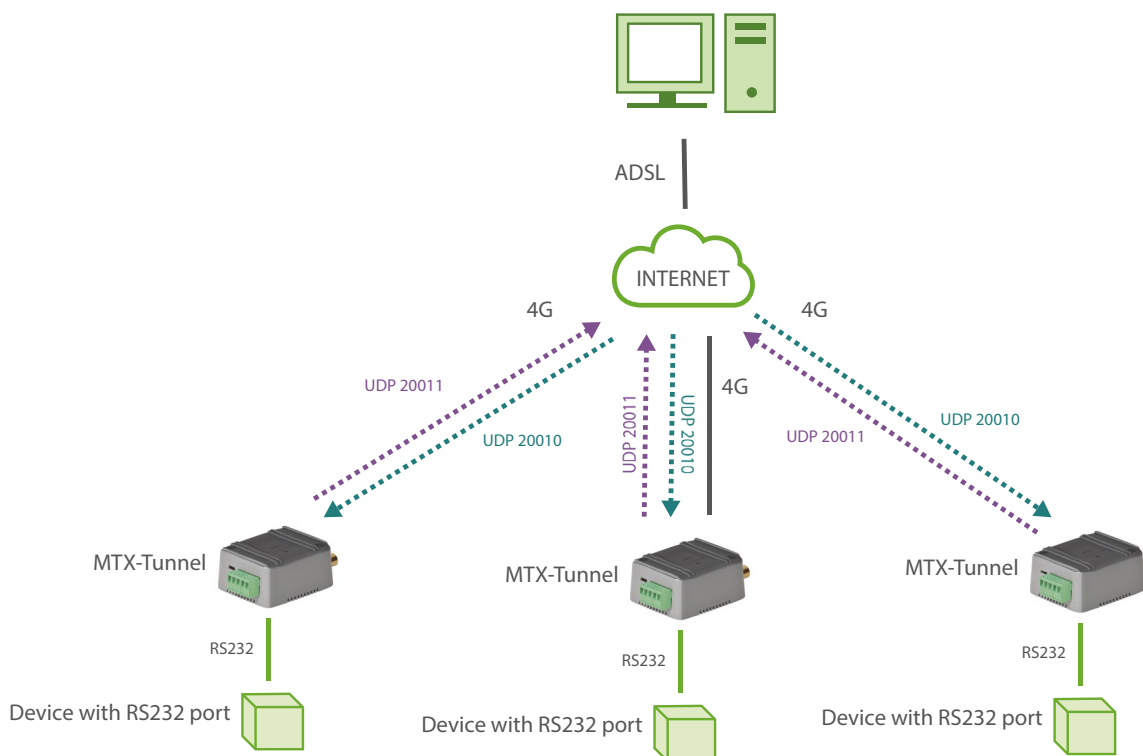 ADSL
INTERNET
4G
4G
UDP 20011
UDP 20010
UDP 20011
UDP 20010
4G
UDP 20010
UDP 20011
MTX-Tunnel
MTX-Tunnel
MTX-Tunnel
RS232
RS232
RS232
Device with RS232 port
Device with RS232 port
Device with RS232 port